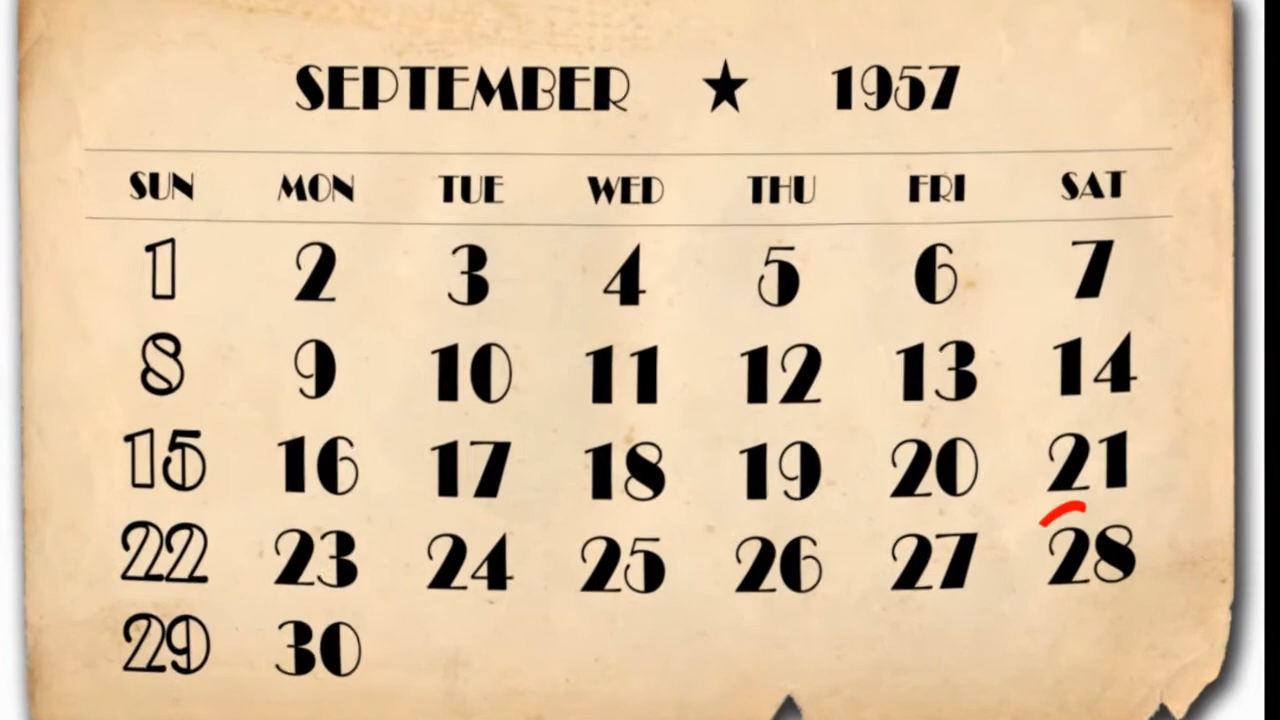 SEPTEMBER ★ 1957
SUN MON TUE WED THU FRI SAT
1 2 3 4 5 6 7
8 9 10 11 12 13 14
15 16 17 18 19 20 21
22 23 24 25 26 27 28
29 30